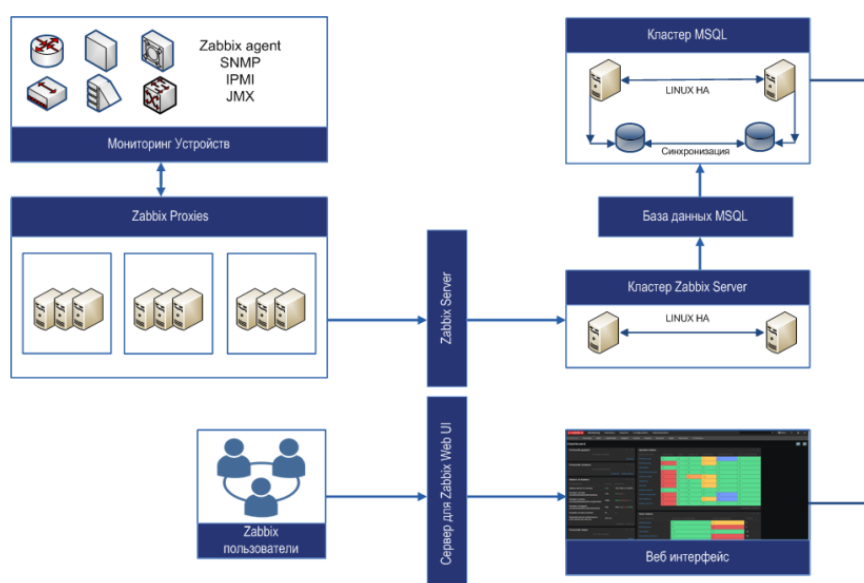 Zabbix agent
SNMP
IPMI
JMX
Мониторинг Устройств
Zabbix Proxies
Zabbix Server
Кластер MSQL
LINUX HA
Синхронизация
База данных MSQL
Кластер Zabbix Server
LINUX HA
Zabbix
пользователи
Сервер для Zabbix Web UI
Веб интерфейс